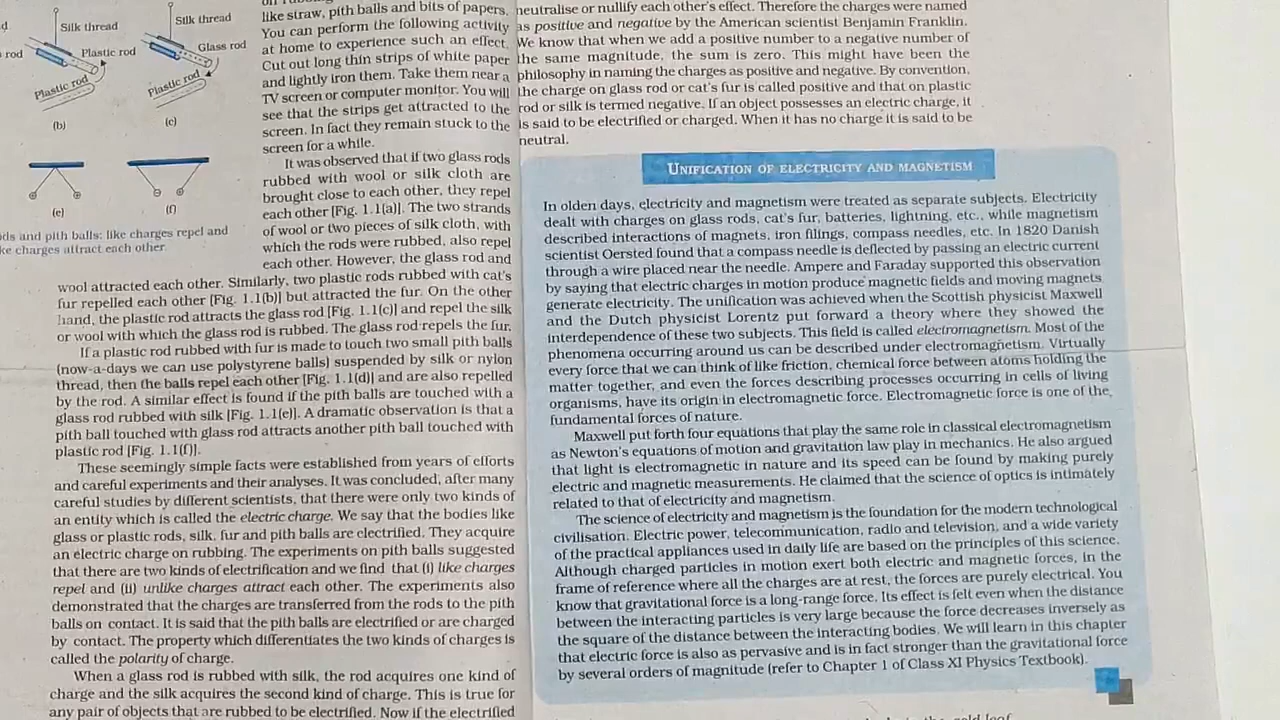 Silk thread
Silk thread
rod
Plastic rod
Glass rod
Plastic rod
Plastic rod
(b)
(c)
(e)
(f)
ds and pith balls: like charges repel and
ke charges attract each other.
like straw, pith balls and bits of papers.
You can perform the following activity
at home to experience such an effect.
Cut out long thin strips of white paper
and lightly iron them. Take them near a
TV screen or computer monitor. You will
see that the strips get attracted to the
screen. In fact they remain stuck to the
screen for a while.
It was observed that if two glass rods
rubbed with wool or silk cloth are
brought close to each other, they repel
each other [Fig. 1.1(a)]. The two strands
of wool or two pieces of silk cloth, with
which the rods were rubbed, also repel
each other. However, the glass rod and
wool attracted each other. Similarly, two plastic rods rubbed with cat's
fur repelled each other [Fig. 1.1(b)] but attracted the fur. On the other
hand, the plastic rod attracts the glass rod [Fig. 1.1(c)] and repel the silk
or wool with which the glass rod is rubbed. The glass rod repels the fur.
If a plastic rod rubbed with fur is made to touch two small pith balls
(now-a-days we can use polystyrene balls) suspended by silk or nylon
thread, then the balls repel each other [Fig. 1.1(d)] and are also repelled
by the rod. A similar effect is found if the pith balls are touched with a
glass rod rubbed with silk [Fig. 1.1(e)]. A dramatic observation is that a
pith ball touched with glass rod attracts another pith ball touched with
plastic rod [Fig. 1.1(f)].
These seemingly simple facts were established from years of efforts
and careful experiments and their analyses. It was concluded, after many
careful studies by different scientists, that there were only two kinds of
an entity which is called the electric charge. We say that the bodies like
glass or plastic rods, silk, fur and pith balls are electrified. They acquire
an electric charge on rubbing. The experiments on pith balls suggested
that there are two kinds of electrification and we find that (i) like charges
repel and (ii) unlike charges attract each other. The experiments also
demonstrated that the charges are transferred from the rods to the pith
balls on contact. It is said that the pith balls are electrified or are charged
by contact. The property which differentiates the two kinds of charges is
called the polarity of charge.
When a glass rod is rubbed with silk, the rod acquires one kind of
charge and the silk acquires the second kind of charge. This is true for
any pair of objects that are rubbed to be electrified. Now if the electrified
neutralise or nullify each other's effect. Therefore the charges were named
as positive and negative by the American scientist Benjamin Franklin.
We know that when we add a positive number to a negative number of
the same magnitude, the sum is zero. This might have been the
philosophy in naming the charges as positive and negative. By convention,
the charge on glass rod or cat's fur is called positive and that on plastic
rod or silk is termed negative. If an object possesses an electric charge, it
is said to be electrified or charged. When it has no charge it is said to be
neutral.
UNIFICATION OF ELECTRICITY AND MAGNETISM
In olden days, electricity and magnetism were treated as separate subjects. Electricity
dealt with charges on glass rods, cat's fur, batteries, lightning, etc., while magnetism
described interactions of magnets, iron filings, compass needles, etc. In 1820 Danish
scientist Oersted found that a compass needle is deflected by passing an electric current
through a wire placed near the needle. Ampere and Faraday supported this observation
by saying that electric charges in motion produce magnetic fields and moving magnets
generate electricity. The unification was achieved when the Scottish physicist Maxwell
and the Dutch physicist Lorentz put forward a theory where they showed the
interdependence of these two subjects. This field is called electromagnetism. Most of the
phenomena occurring around us can be described under electromagnetism. Virtually
every force that we can think of like friction, chemical force between atoms holding the
matter together, and even the forces describing processes occurring in cells of living
organisms, have its origin in electromagnetic force. Electromagnetic force is one of the
fundamental forces of nature.
Maxwell put forth four equations that play the same role in classical electromagnetism
as Newton's equations of motion and gravitation law play in mechanics. He also argued
that light is electromagnetic in nature and its speed can be found by making purely
electric and magnetic measurements. He claimed that the science of optics is intimately
related to that of electricity and magnetism.
The science of electricity and magnetism is the foundation for the modern technological
civilisation. Electric power, telecommunication, radio and television, and a wide variety
of the practical appliances used in daily life are based on the principles of this science.
Although charged particles in motion exert both electric and magnetic forces, in the
frame of reference where all the charges are at rest, the forces are purely electrical. You
know that gravitational force is a long-range force. Its effect is felt even when the distance
between the interacting particles is very large because the force decreases inversely as
the square of the distance between the interacting bodies. We will learn in this chapter
that electric force is also as pervasive and is in fact stronger than the gravitational force
by several orders of magnitude (refer to Chapter 1 of Class XI Physics Textbook).